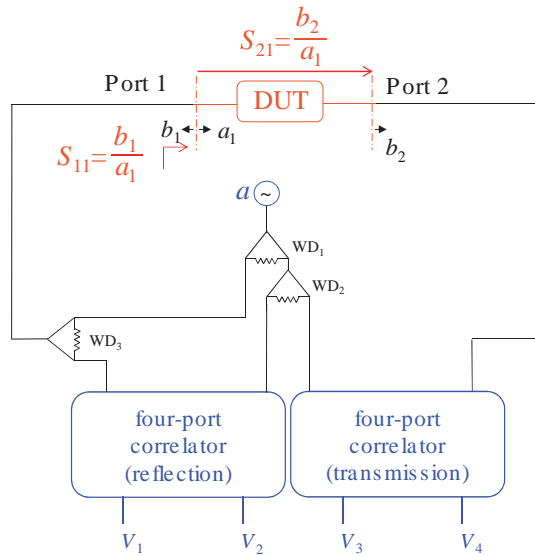 S₂₁=b₂/a₁
Port 1
DUT
Port 2
b₁
a₁
b₂
S₁₁=b₁/a₁
a
~
WD₁
WD₂
WD₃
four-port
correlator
(reflection)
four-port
correlator
(transmission)
V₁
V₂
V₃
V₄